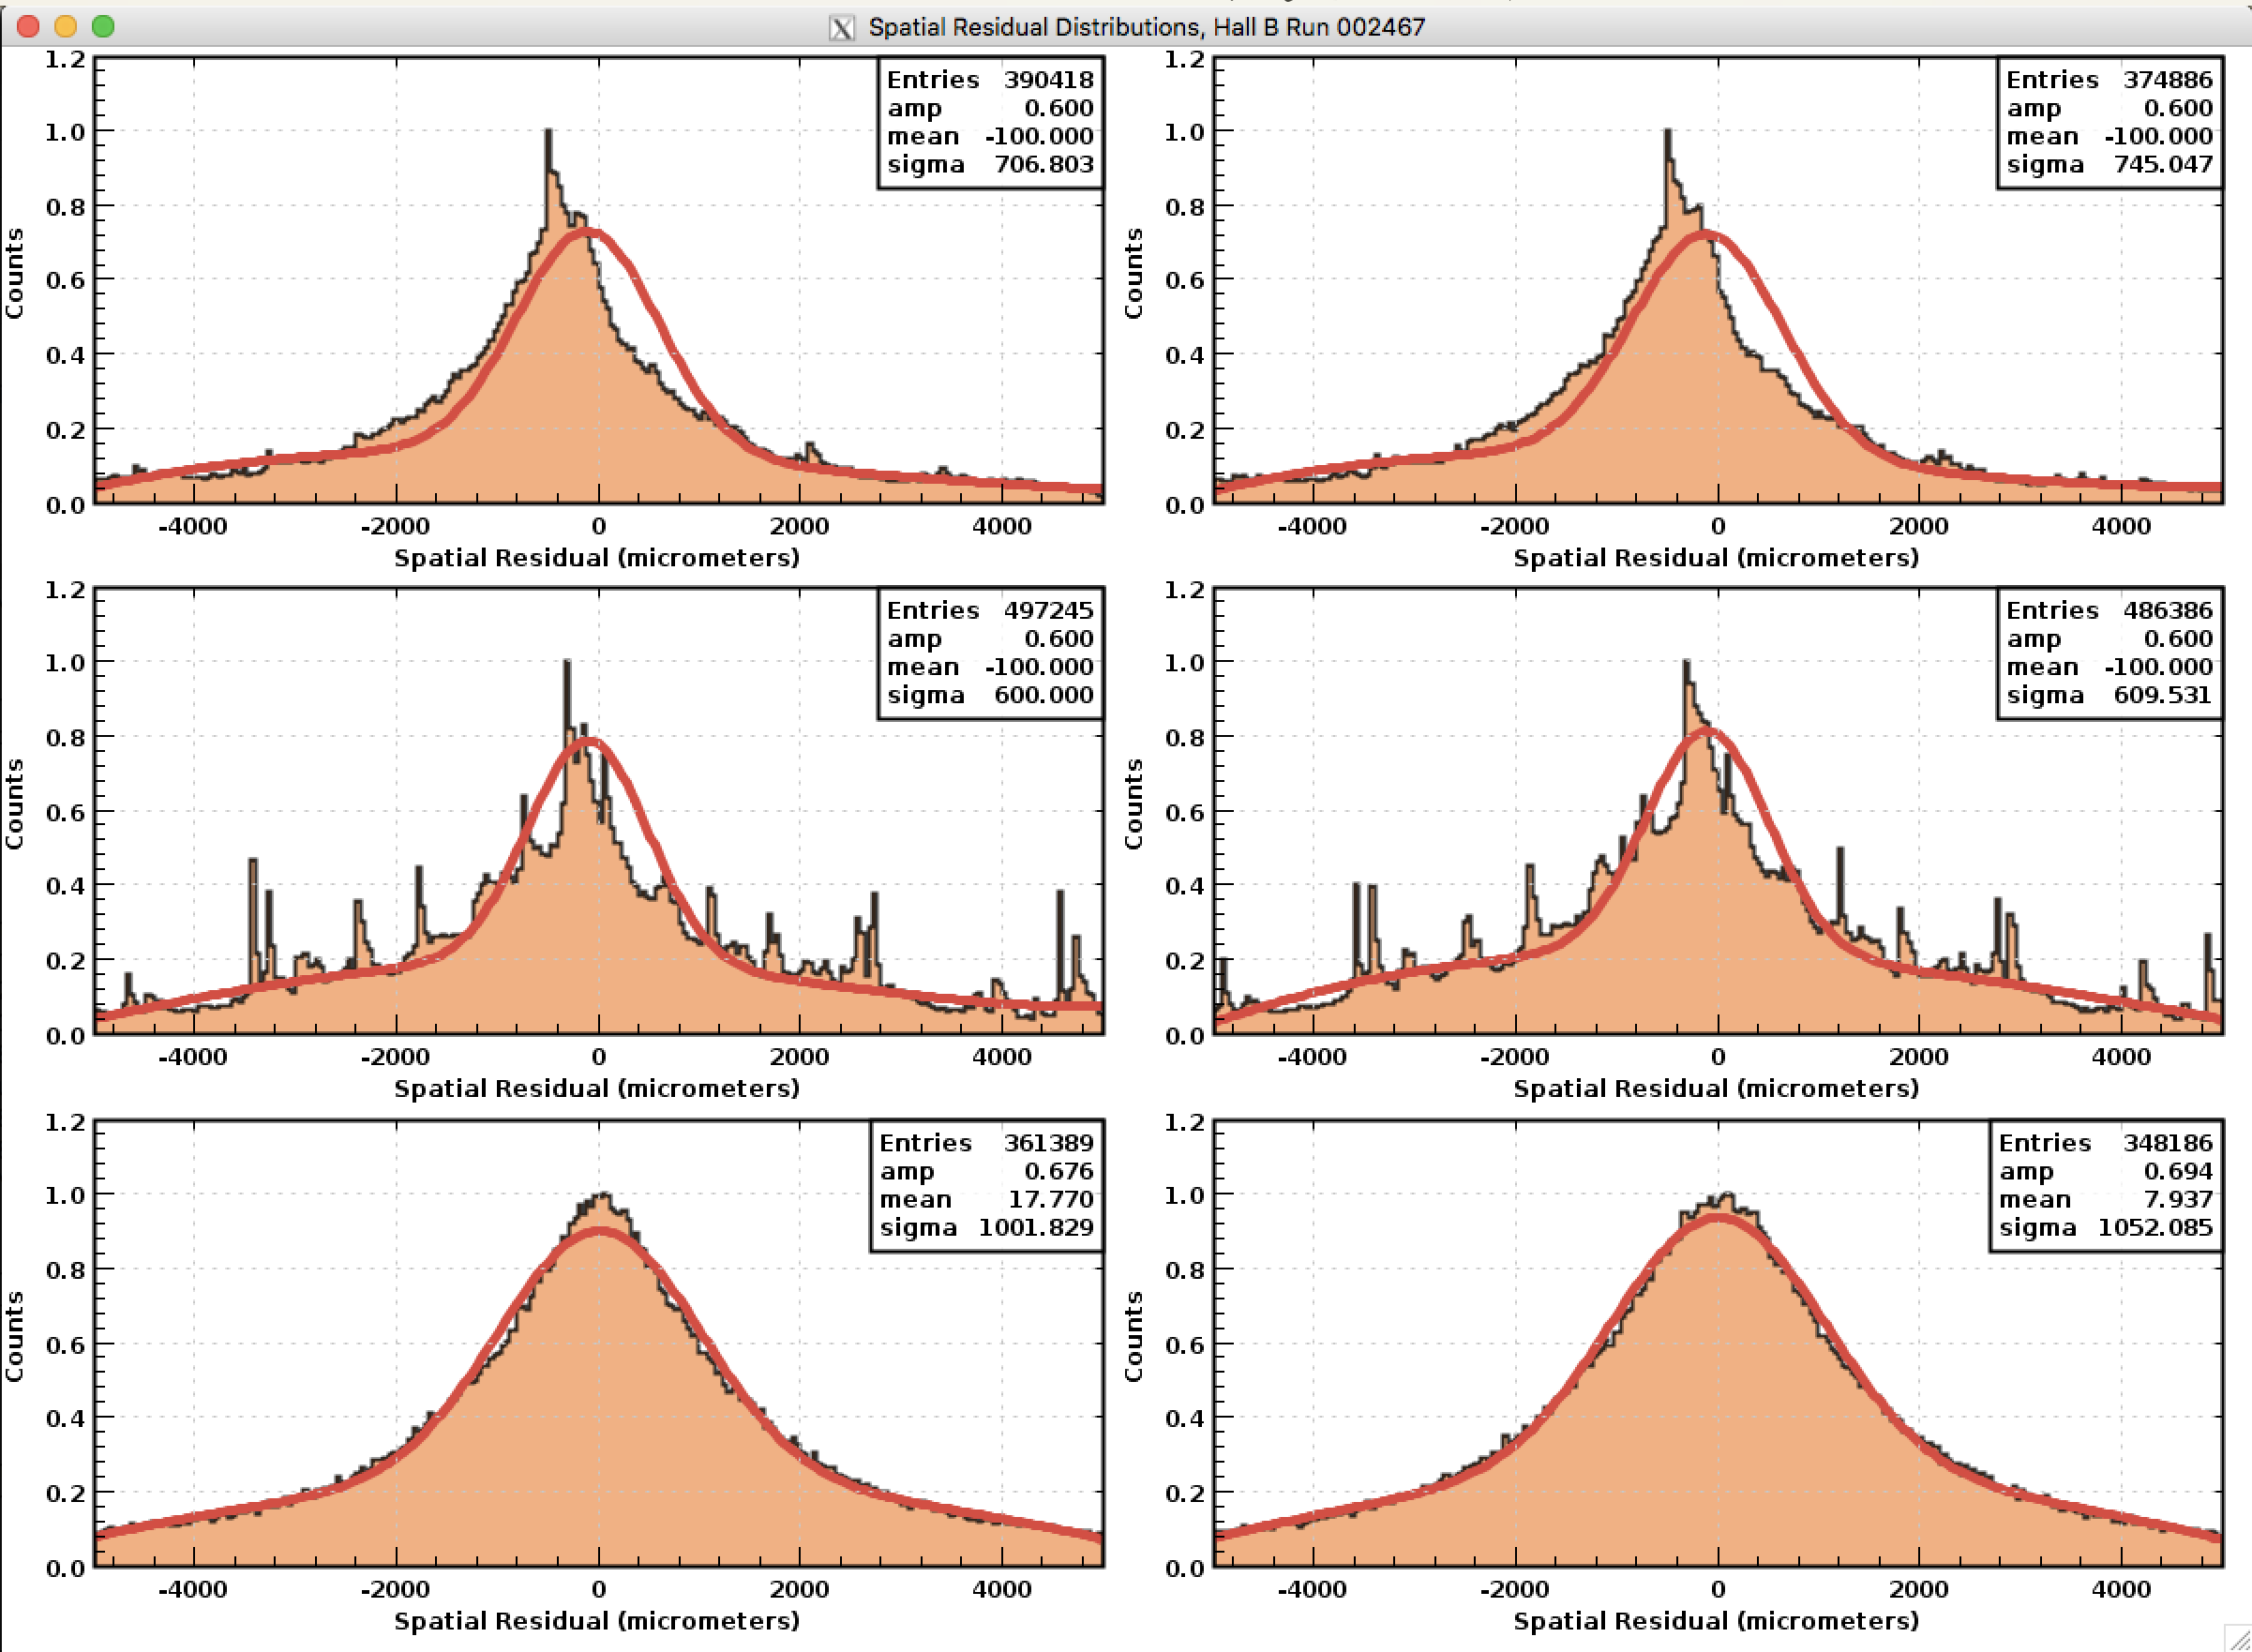 Spatial Residual Distributions, Hall B Run 002467
1.2
1.0
0.8
0.6
0.4
0.2
0.0
Counts
Entries 390418
amp 0.600
mean -100.000
sigma 706.803
-4000 -2000 0 2000 4000
Spatial Residual (micrometers)
1.2
1.0
0.8
0.6
0.4
0.2
0.0
Counts
Entries 374886
amp 0.600
mean -100.000
sigma 745.047
-4000 -2000 0 2000 4000
Spatial Residual (micrometers)
1.2
1.0
0.8
0.6
0.4
0.2
0.0
Counts
Entries 497245
amp 0.600
mean -100.000
sigma 600.000
-4000 -2000 0 2000 4000
Spatial Residual (micrometers)
1.2
1.0
0.8
0.6
0.4
0.2
0.0
Counts
Entries 486386
amp 0.600
mean -100.000
sigma 609.531
-4000 -2000 0 2000 4000
Spatial Residual (micrometers)
1.2
1.0
0.8
0.6
0.4
0.2
0.0
Counts
Entries 361389
amp 0.676
mean 17.770
sigma 1001.829
-4000 -2000 0 2000 4000
Spatial Residual (micrometers)
1.2
1.0
0.8
0.6
0.4
0.2
0.0
Counts
Entries 348186
amp 0.694
mean 7.937
sigma 1052.085
-4000 -2000 0 2000 4000
Spatial Residual (micrometers)